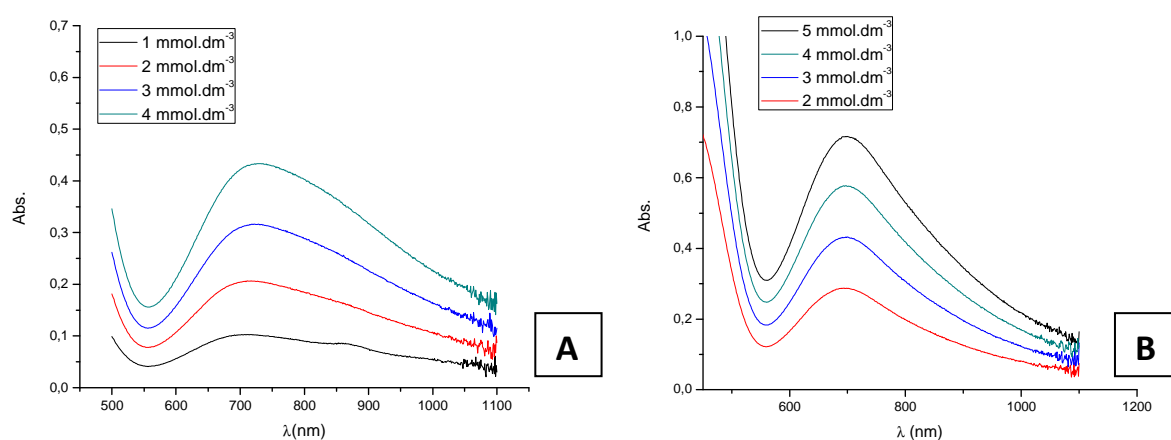 0,7
0,6
0,5
0,4
0,3
0,2
0,1
0,0
Abs.
1 mmol.dm-3
2 mmol.dm-3
3 mmol.dm-3
4 mmol.dm-3
500 600 700 800 900 1000 1100
λ(nm)
A
1,0
0,8
0,6
0,4
0,2
0,0
Abs.
5 mmol.dm-3
4 mmol.dm-3
3 mmol.dm-3
2 mmol.dm-3
600 800 1000 1200
λ (nm)
B